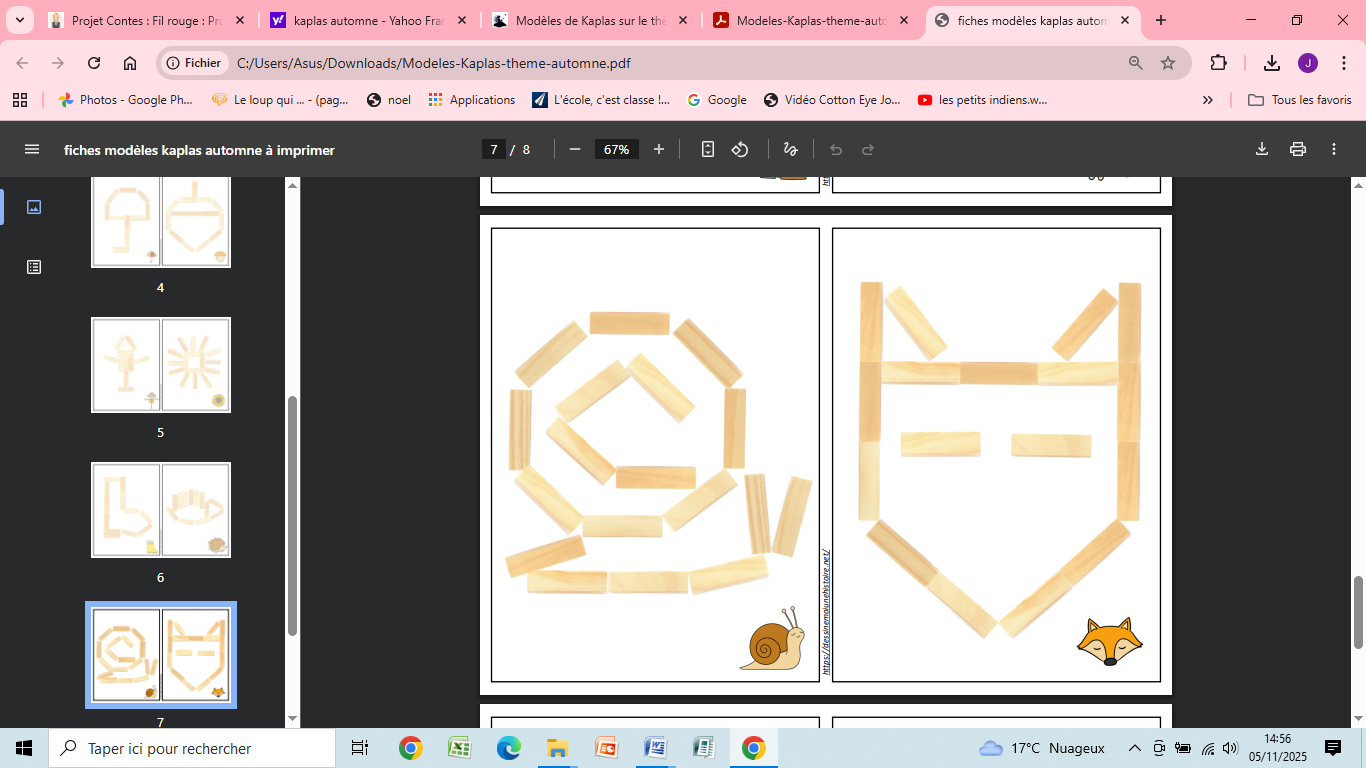 Projet Contes : Fil rouge : Pre
kaplas automne - Yahoo Fran
Modèles de Kaplas sur le thè
Modeles-Kaplas-theme-auto
fiches modèles kaplas autom
Fichier
C:/Users/Asus/Downloads/Modeles-Kaplas-theme-automne.pdf
J
Photos - Google Ph...
Le loup qui ... - (pag...
noel
Applications
L'école, c'est classe !...
Google
Vidéo Cotton Eye Jo...
les petits indiens.w...
Tous les favoris
fiches modèles kaplas automne à imprimer
7 / 8
67%
4
5
6
7
https://dessinemoiunehistoire.net/
Taper ici pour rechercher
17°C Nuageux
14:56
05/11/2025